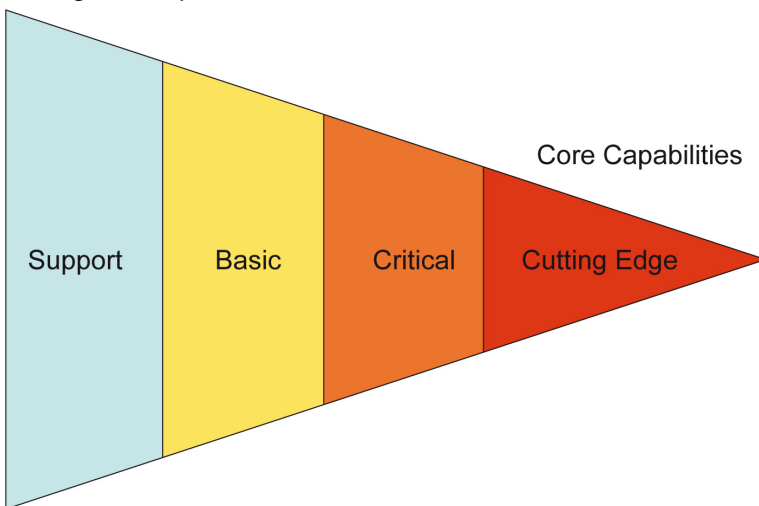 Core Capabilities
Support
Basic
Critical
Cutting Edge